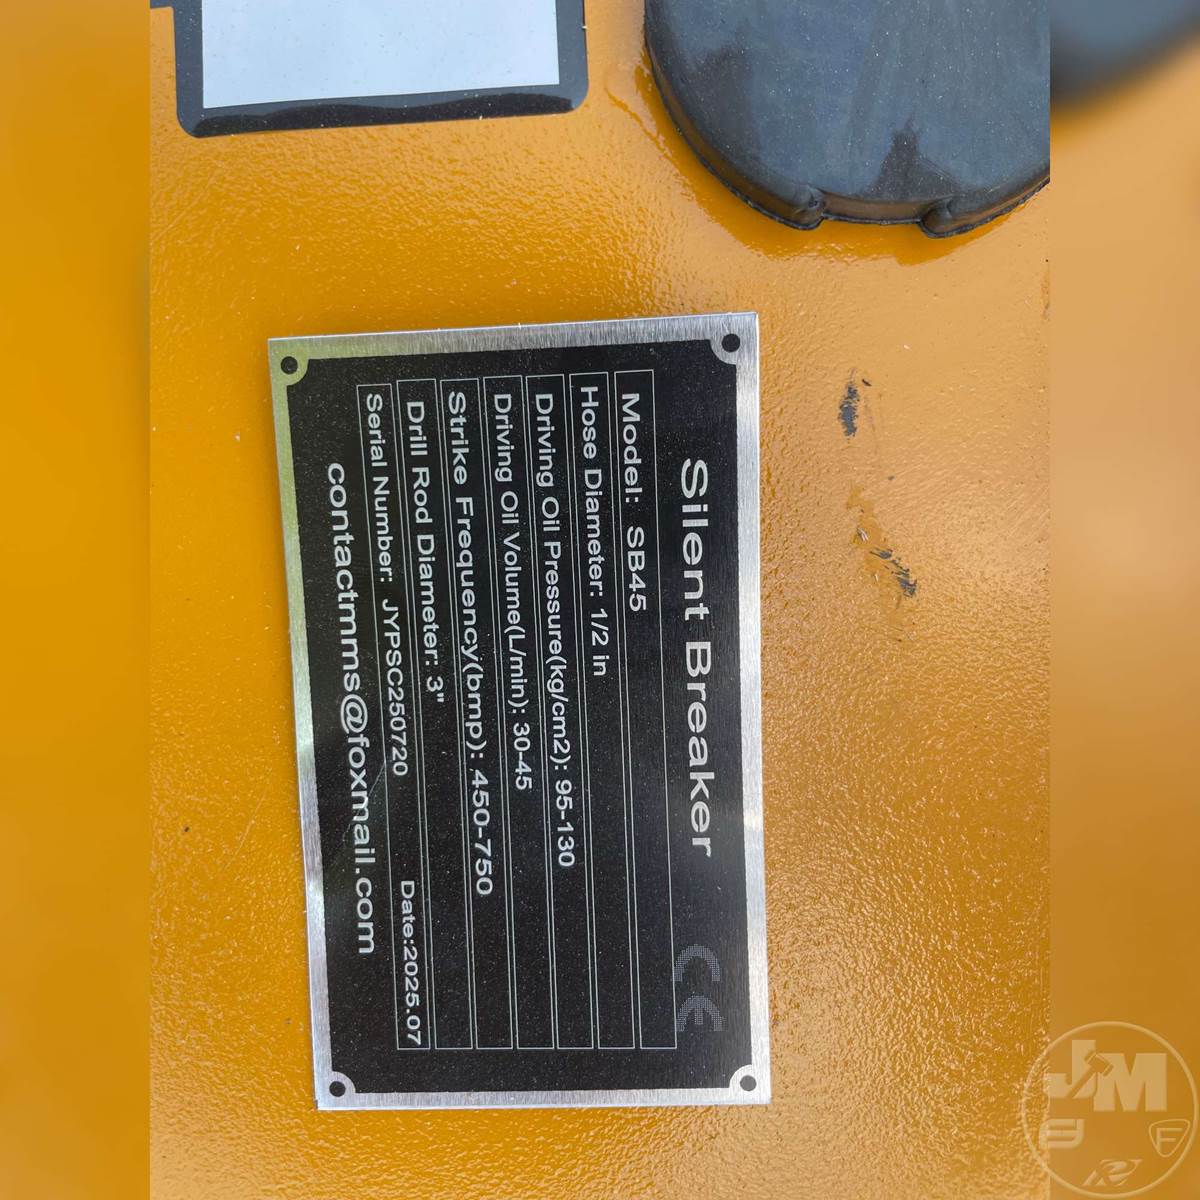 Silent Breaker CE
Model: SB45
Hose Diameter: 1/2 in
Driving Oil Pressure(kg/cm2): 95-130
Driving Oil Volume(L/min): 30-45
Strike Frequency(bmp): 450-750
Drill Rod Diameter: 3"
Serial Number: JYPSC250720 Date:2025.07
contactmms@foxmail.com
JM